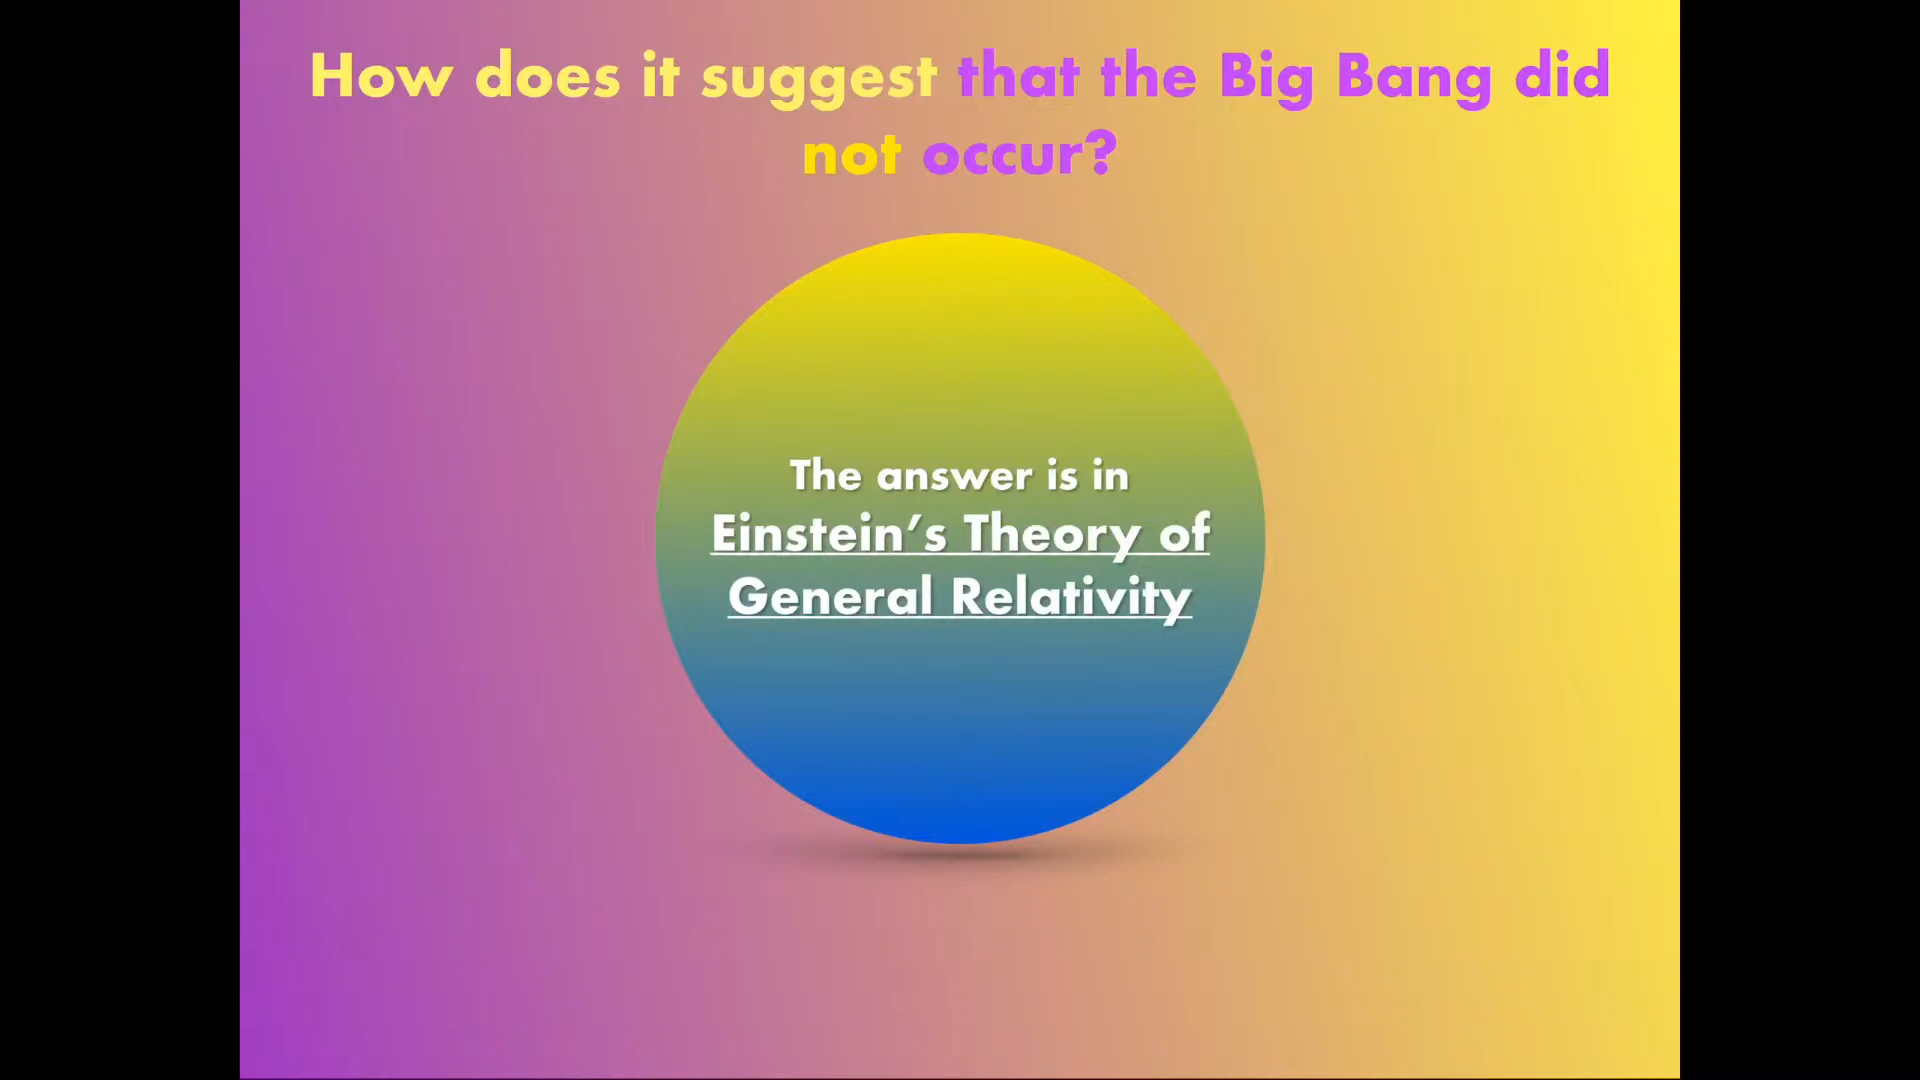 How does it suggest that the Big Bang did
not occur?
The answer is in
Einstein’s Theory of
General Relativity